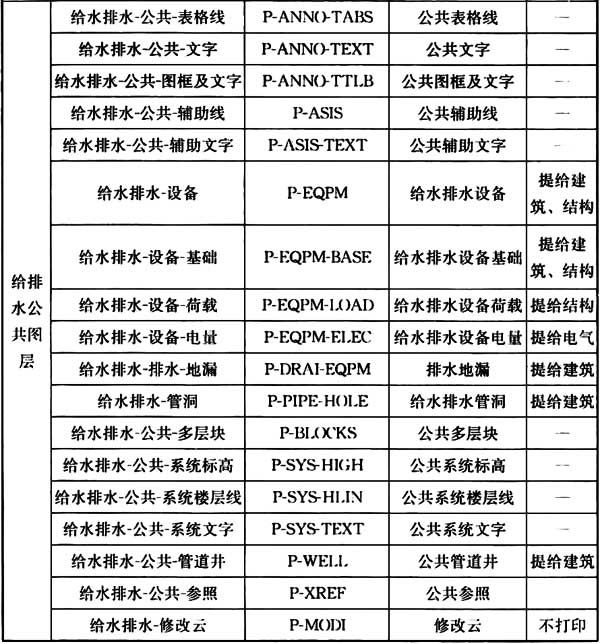 给水排水-公共-表格线 P-ANNO-TABS 公共表格线 —
给水排水-公共-文字 P-ANNO-TEXT 公共文字 —
给水排水-公共-图框及文字 P-ANNO-TTLB 公共图框及文字 —
给水排水-公共-辅助线 P-ASIS 公共辅助线 —
给水排水-公共-辅助文字 P-ASIS-TEXT 公共辅助文字 -
给水排水-设备 P-EQPM 给水排水设备 提给建
筑、结构
给水排水-设备-基础 P-EQPM-BASE 给水排水设备基础 提给建
筑、结构
给排
水公
共图
层
给水排水-设备-荷载 P-EQPM-LOAD 给水排水设备荷载 提给结构
给水排水-设备-电量 P-EQPM-ELEC 给水排水设备电量 提给电气
给水排水-排水-地漏 P-DRAI-EQPM 排水地漏 提给建筑
给水排水-管洞 P-PIPE-HOLE 给水排水管洞 提给建筑
给水排水-公共-多层块 P-BLOCKS 公共多层块 —
给水排水-公共-系统标高 P-SYS-HIGH 公共系统标高 —
给水排水-公共-系统楼层线 P-SYS-HLIN 公共系统楼层线 —
给水排水-公共-系统文字 P-SYS-TEXT 公共系统文字 —
给水排水-公共-管道井 P-WELL 公共管道井 提给建筑
给水排水-公共-参照 P-XREF 公共参照
给水排水-修改云 P-MODI 修改云 不打印